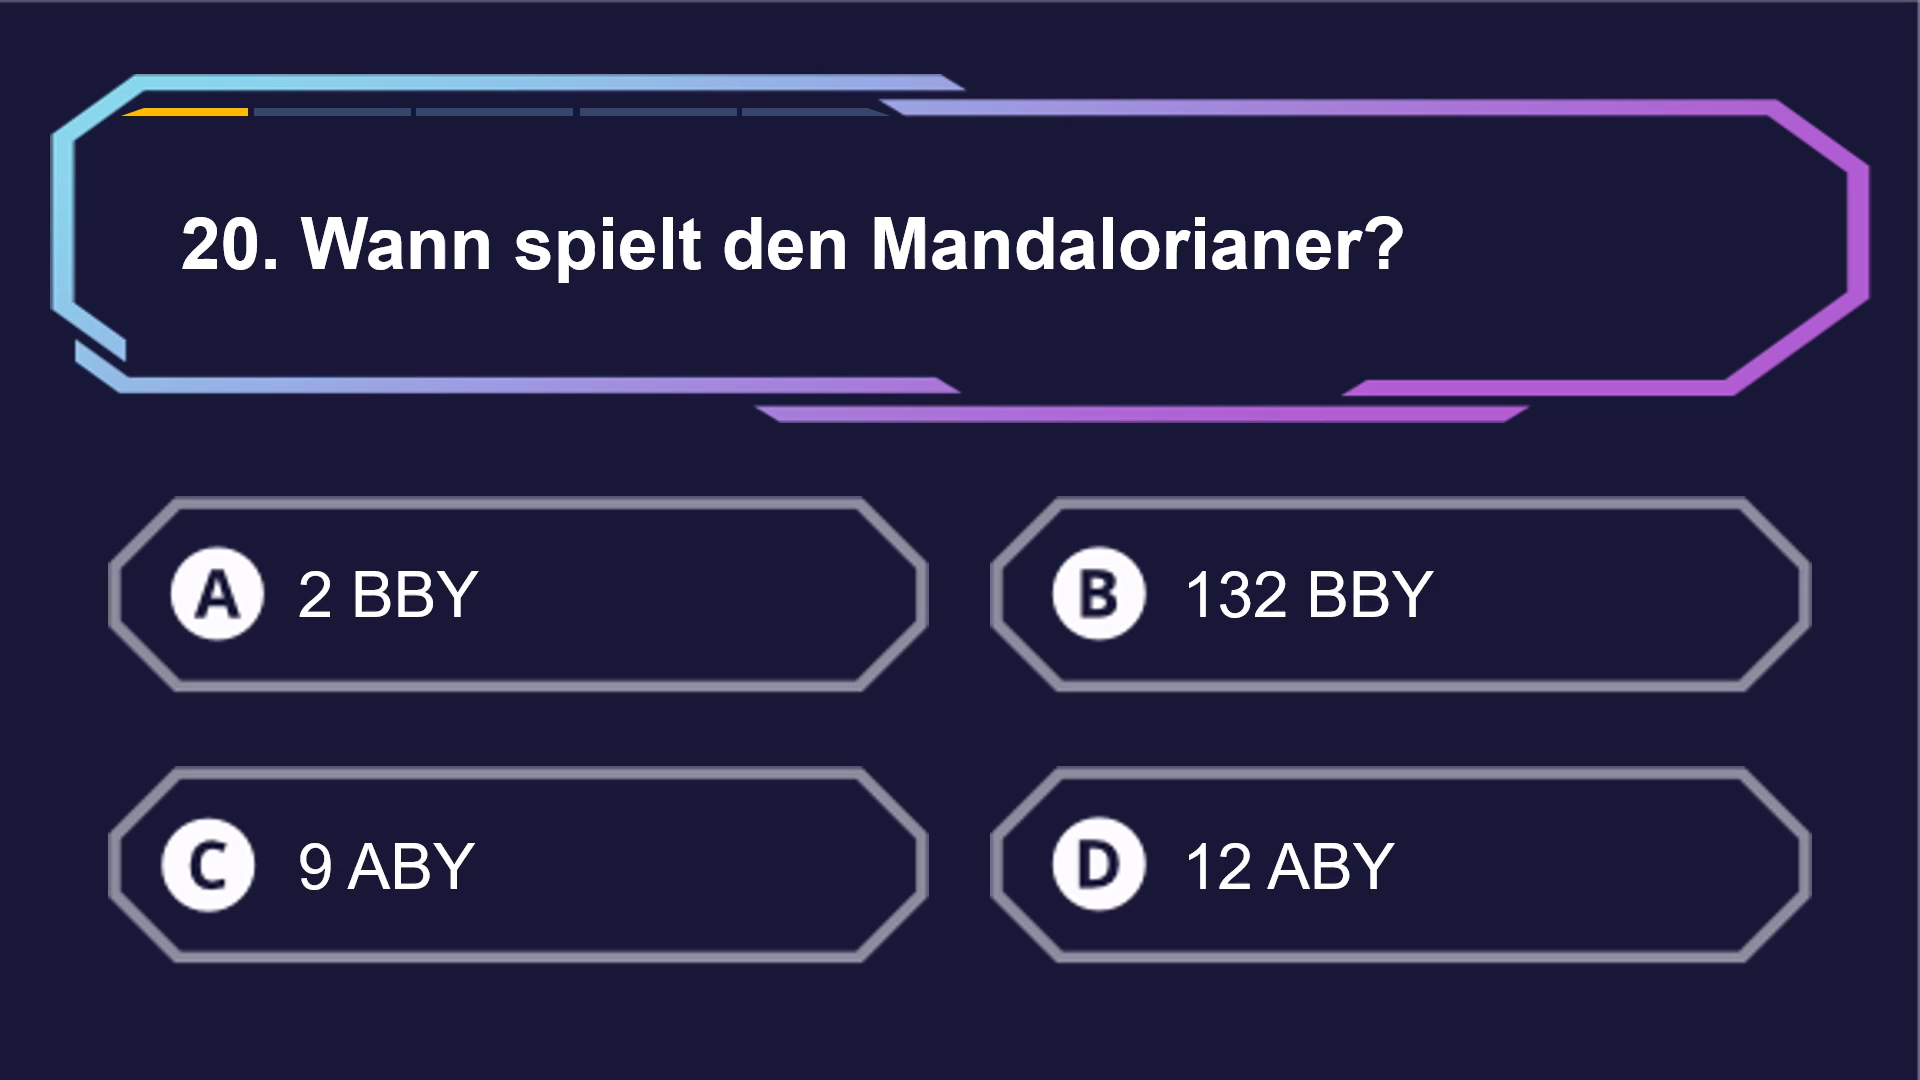 20. Wann spielt den Mandalorianer?
A 2 BBY
B 132 BBY
C 9 ABY
D 12 ABY